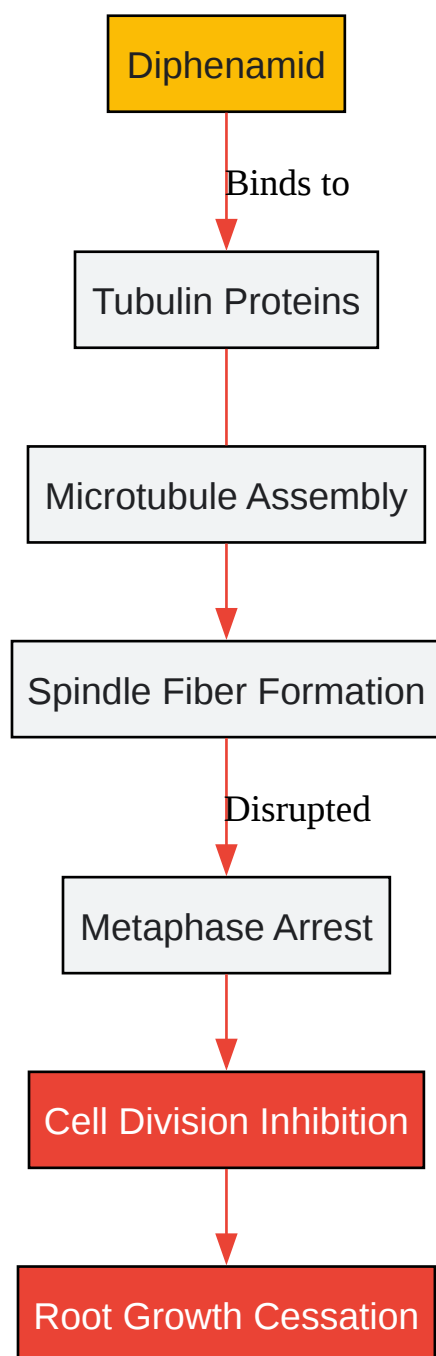 Diphenamid
Binds to
Tubulin Proteins
Microtubule Assembly
Spindle Fiber Formation
Disrupted
Metaphase Arrest
Cell Division Inhibition
Root Growth Cessation